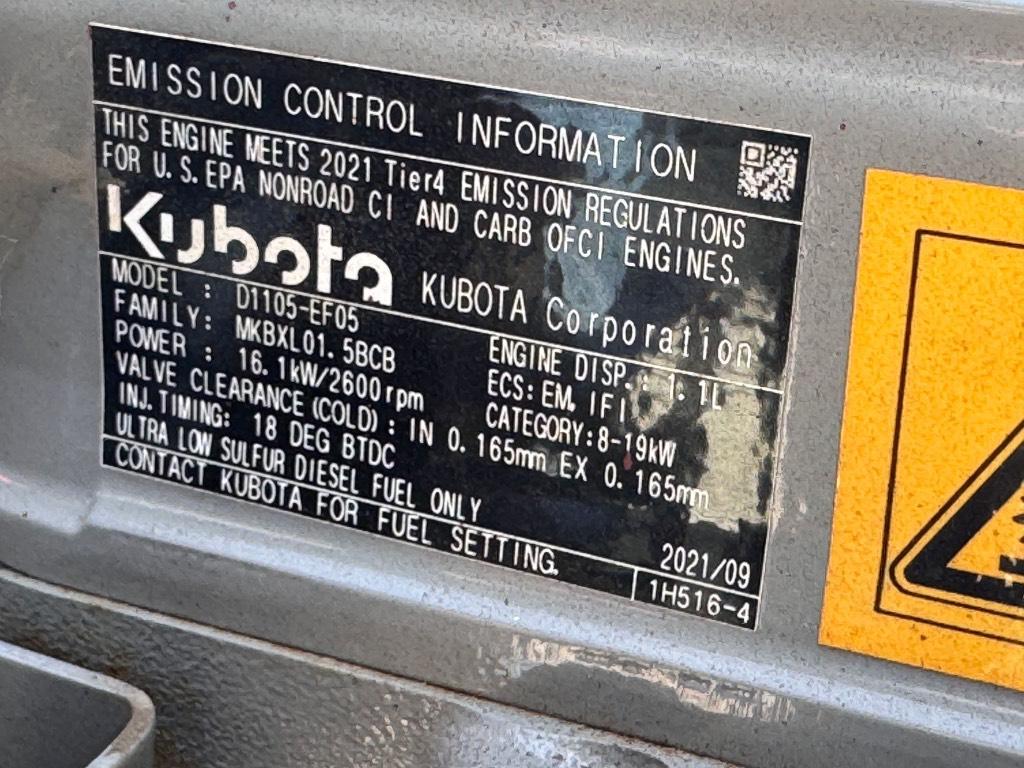 EMISSION CONTROL INFORMATION
THIS ENGINE MEETS 2021 Tier4 EMISSION REGULATIONS
FOR U.S. EPA NONROAD CI AND CARB OFCI ENGINES.
Kubota KUBOTA Corporation
MODEL : D1105-EF05 ENGINE DISP. : 1.1L
FAMILY: MKBXL01.5BCB ECS: EM, IFI
POWER : 16.1kW/2600rpm CATEGORY:8-19kW
VALVE CLEARANCE(COLD): IN 0.165mm EX 0.165mm
INJ.TIMING: 18 DEG BTDC
ULTRA LOW SULFUR DIESEL FUEL ONLY 2021/09
CONTACT KUBOTA FOR FUEL SETTING. 1H516-4